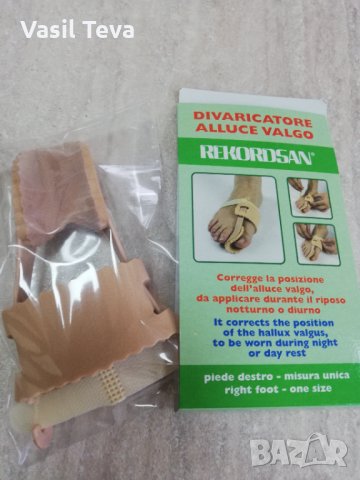 Vasil Teva
DIVARICATORE
ALLUCE VALGO
REKORDSAN®
Corregge la posizione
dell'alluce valgo,
da applicare durante il riposo
notturno o diurno
It corrects the position
of the hallux valgus,
to be worn during night
or day rest
piede destro - misura unica
right foot - one size
BAZAR